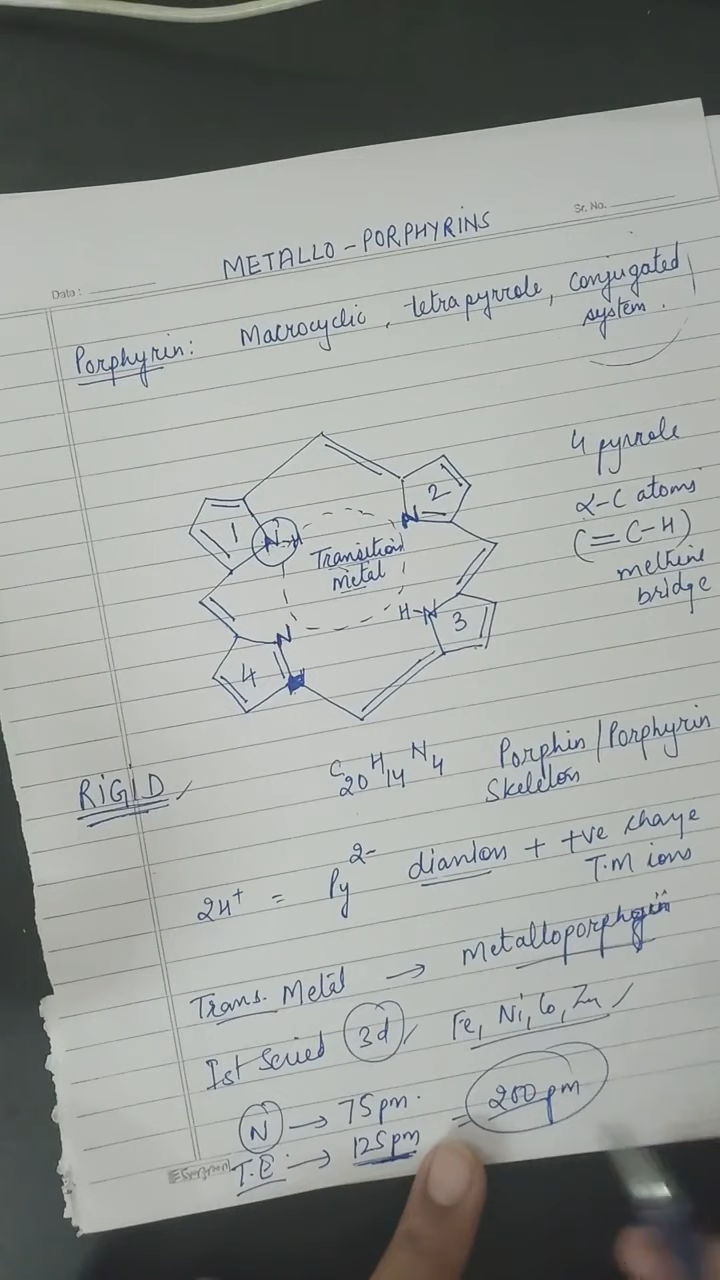 Sr. No.
Date :
METALLO - PORPHYRINS
Porphyrin: Macrocyclic, tetrapyrrole, conjugated
system.
4 pyrrole
α-C atoms
(=C-H)
methine
bridge
1
2
N-H
N
Transition
metal
H-N
3
N
4
RIGID
C20H14N4 Porphin/Porphyrin
Skeleton
2H+ = Py2- dianion + +ve charge
T.M ions
Trans. Metal → Metalloporphyrin
Ist Series 3d, Fe, Ni, Co, Zn
N → 75pm. = 200pm
T.E → 125pm